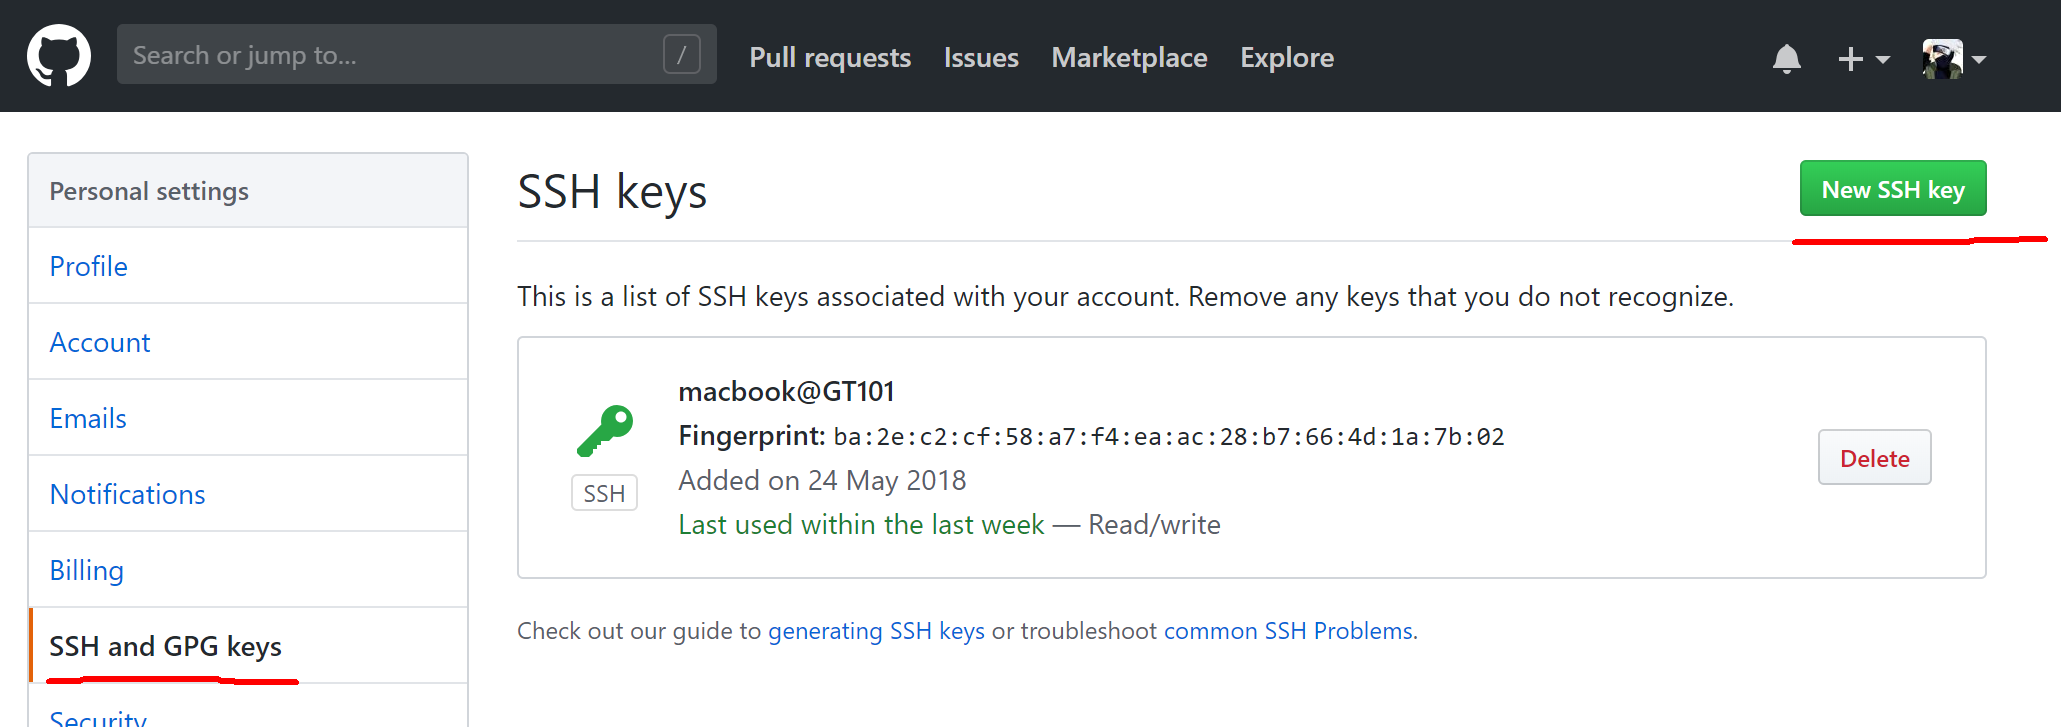 Search or jump to... / Pull requests Issues Marketplace Explore
Personal settings
Profile
Account
Emails
Notifications
Billing
SSH and GPG keys
Security
SSH keys
New SSH key
This is a list of SSH keys associated with your account. Remove any keys that you do not recognize.
SSH
macbook@GT101
Fingerprint: ba:2e:c2:cf:58:a7:f4:ea:ac:28:b7:66:4d:1a:7b:02
Added on 24 May 2018
Last used within the last week — Read/write
Delete
Check out our guide to generating SSH keys or troubleshoot common SSH Problems.